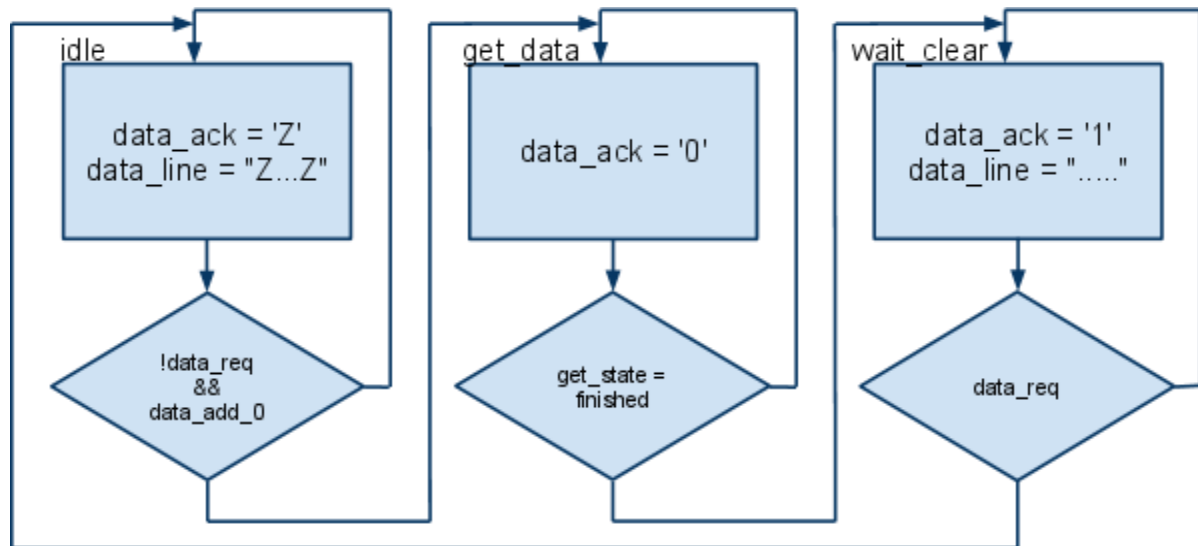 idle
data_ack = 'Z'
data_line = "Z...Z"
!data_req
&&
data_add_0
get_data
data_ack = '0'
get_state =
finished
wait_clear
data_ack = '1'
data_line = "....."
data_req